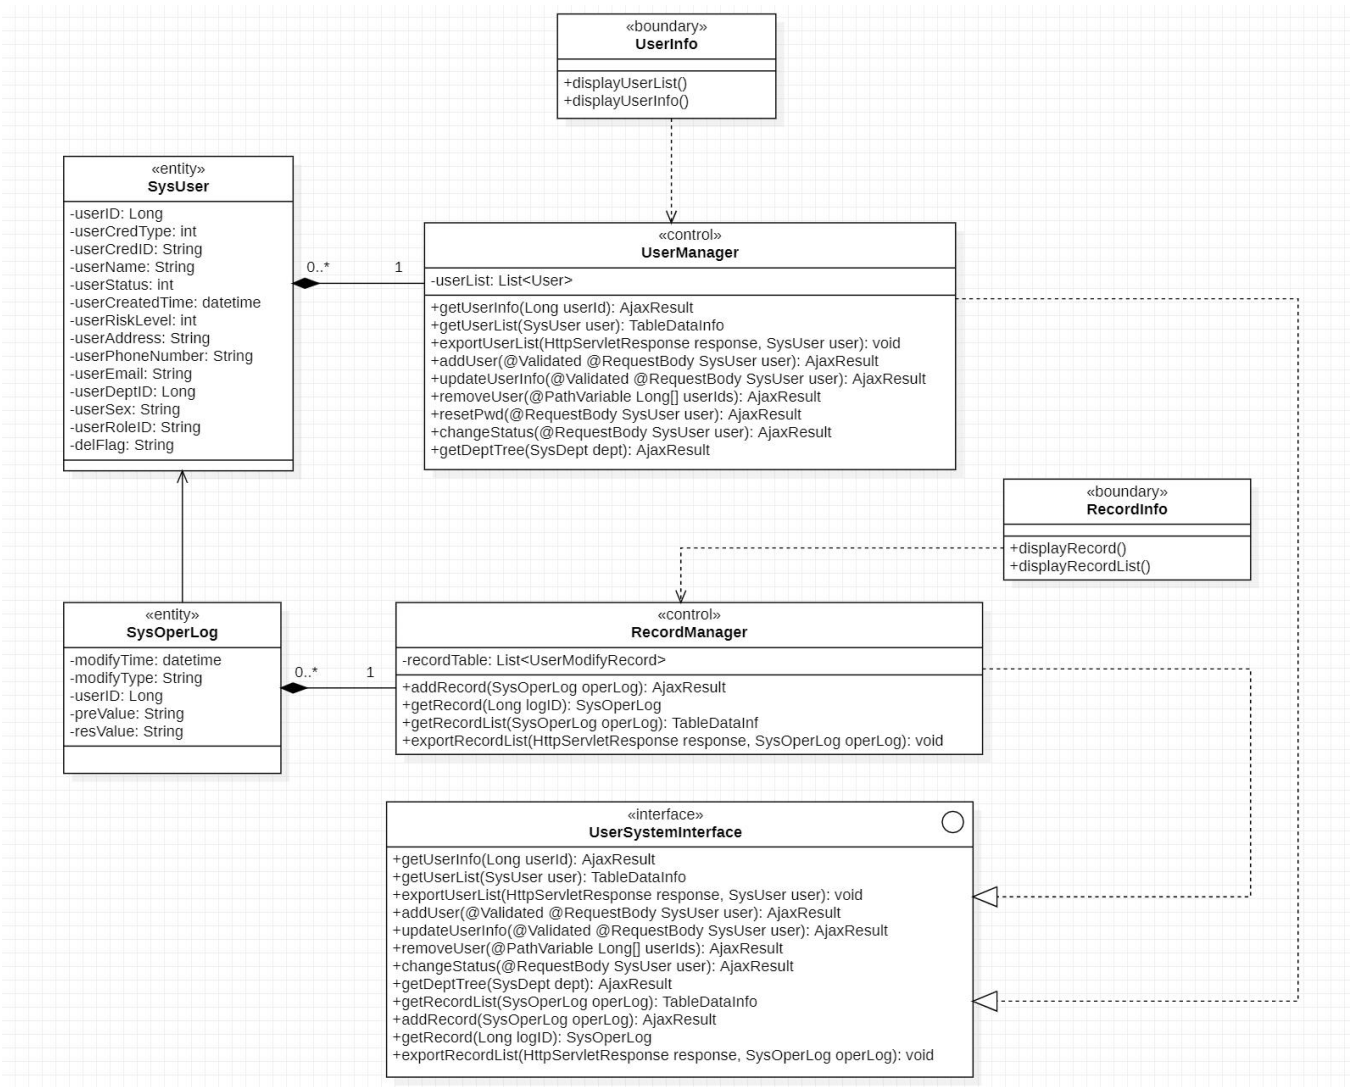 «boundary»
UserInfo
+displayUserList()
+displayUserInfo()
«entity»
SysUser
-userID: Long
-userCredType: int
-userCredID: String
-userName: String
-userStatus: int
-userCreatedTime: datetime
-userRiskLevel: int
-userAddress: String
-userPhoneNumber: String
-userEmail: String
-userDeptID: Long
-userSex: String
-userRoleID: String
-delFlag: String
0..*
1
«control»
UserManager
-userList: List<User>
+getUserInfo(Long userId): AjaxResult
+getUserList(SysUser user): TableDataInfo
+exportUserList(HttpServletResponse response, SysUser user): void
+addUser(@Validated @RequestBody SysUser user): AjaxResult
+updateUserInfo(@Validated @RequestBody SysUser user): AjaxResult
+removeUser(@PathVariable Long[] userIds): AjaxResult
+resetPwd(@RequestBody SysUser user): AjaxResult
+changeStatus(@RequestBody SysUser user): AjaxResult
+getDeptTree(SysDept dept): AjaxResult
«boundary»
RecordInfo
+displayRecord()
+displayRecordList()
«entity»
SysOperLog
-modifyTime: datetime
-modifyType: String
-userID: Long
-preValue: String
-resValue: String
0..*
1
«control»
RecordManager
-recordTable: List<UserModifyRecord>
+addRecord(SysOperLog operLog): AjaxResult
+getRecord(Long logID): SysOperLog
+getRecordList(SysOperLog operLog): TableDataInf
+exportRecordList(HttpServletResponse response, SysOperLog operLog): void
«interface»
UserSystemInterface
+getUserInfo(Long userId): AjaxResult
+getUserList(SysUser user): TableDataInfo
+exportUserList(HttpServletResponse response, SysUser user): void
+addUser(@Validated @RequestBody SysUser user): AjaxResult
+updateUserInfo(@Validated @RequestBody SysUser user): AjaxResult
+removeUser(@PathVariable Long[] userIds): AjaxResult
+changeStatus(@RequestBody SysUser user): AjaxResult
+getDeptTree(SysDept dept): AjaxResult
+getRecordList(SysOperLog operLog): TableDataInfo
+addRecord(SysOperLog operLog): AjaxResult
+getRecord(Long logID): SysOperLog
+exportRecordList(HttpServletResponse response, SysOperLog operLog): void